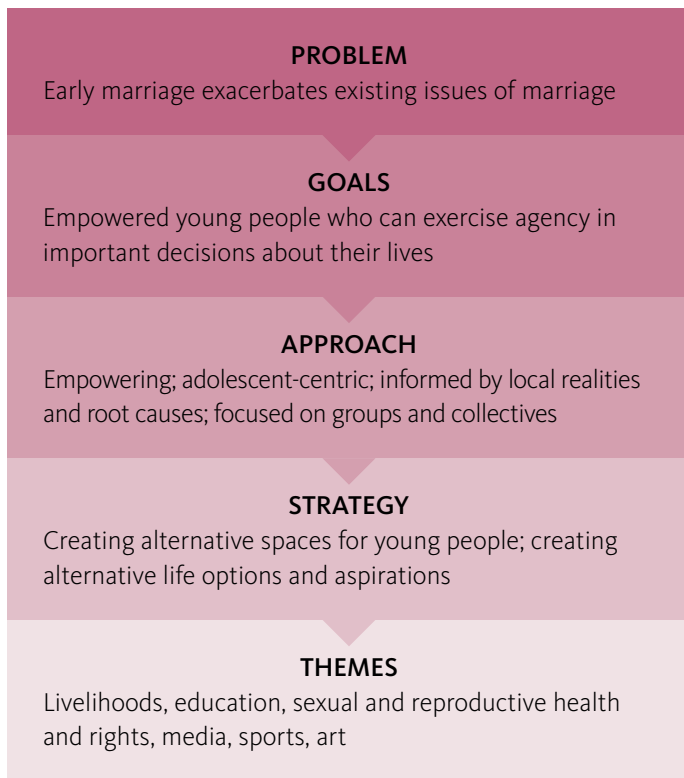 PROBLEM
Early marriage exacerbates existing issues of marriage
GOALS
Empowered young people who can exercise agency in
important decisions about their lives
APPROACH
Empowering; adolescent-centric; informed by local realities
and root causes; focused on groups and collectives
STRATEGY
Creating alternative spaces for young people; creating
alternative life options and aspirations
THEMES
Livelihoods, education, sexual and reproductive health
and rights, media, sports, art